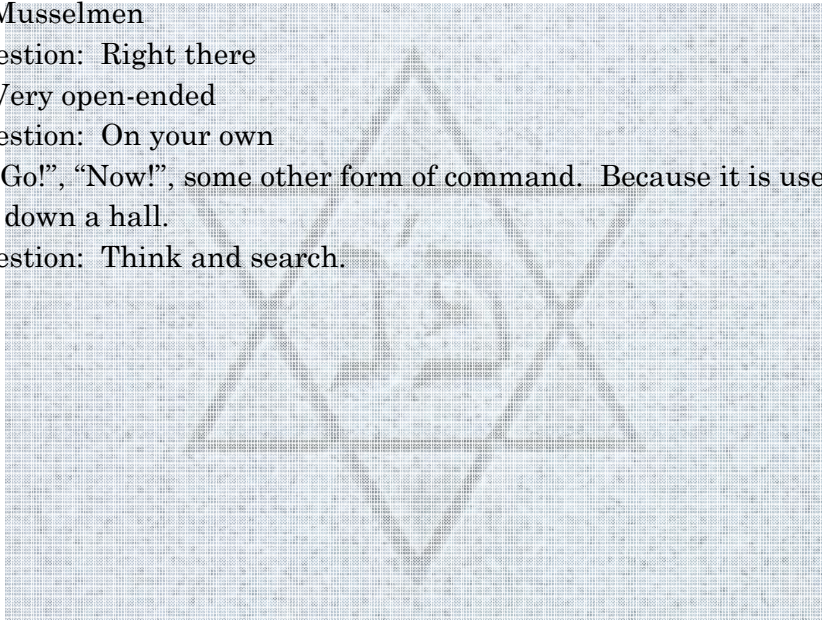 Musselmen
estion: Right there
Very open-ended
estion: On your own
Go!”, “Now!”, some other form of command. Because it is use
down a hall.
estion: Think and search.